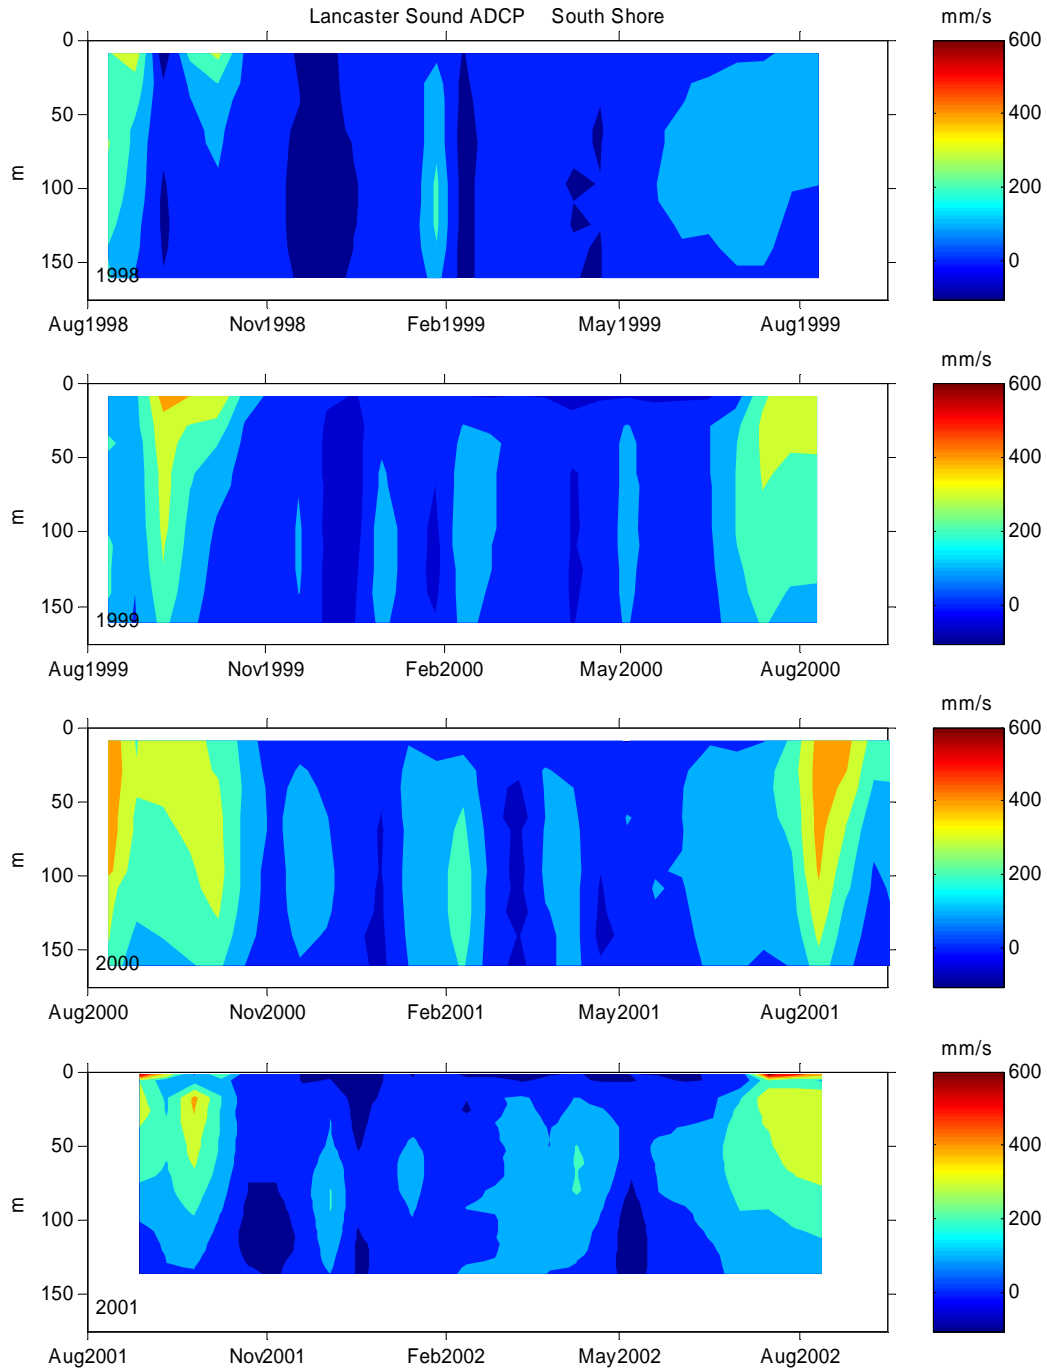 Lancaster Sound ADCP South Shore
mm/s
0
50
100
150
m
1998
Aug1998 Nov1998 Feb1999 May1999 Aug1999
600
400
200
0
mm/s
0
50
100
150
m
1999
Aug1999 Nov1999 Feb2000 May2000 Aug2000
600
400
200
0
mm/s
0
50
100
150
m
2000
Aug2000 Nov2000 Feb2001 May2001 Aug2001
600
400
200
0
mm/s
0
50
100
150
m
2001
Aug2001 Nov2001 Feb2002 May2002 Aug2002
600
400
200
0